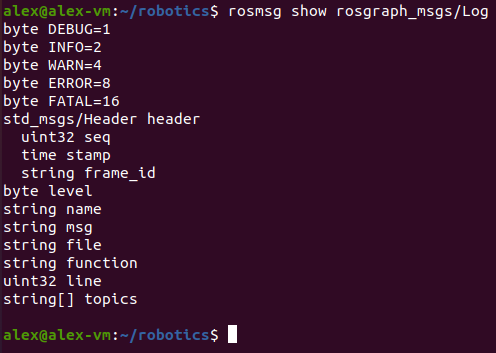 alex@alex-vm:~/robotics$ rosmsg show rosgraph_msgs/Log
byte DEBUG=1
byte INFO=2
byte WARN=4
byte ERROR=8
byte FATAL=16
std_msgs/Header header
  uint32 seq
  time stamp
  string frame_id
byte level
string name
string msg
string file
string function
uint32 line
string[] topics

alex@alex-vm:~/robotics$